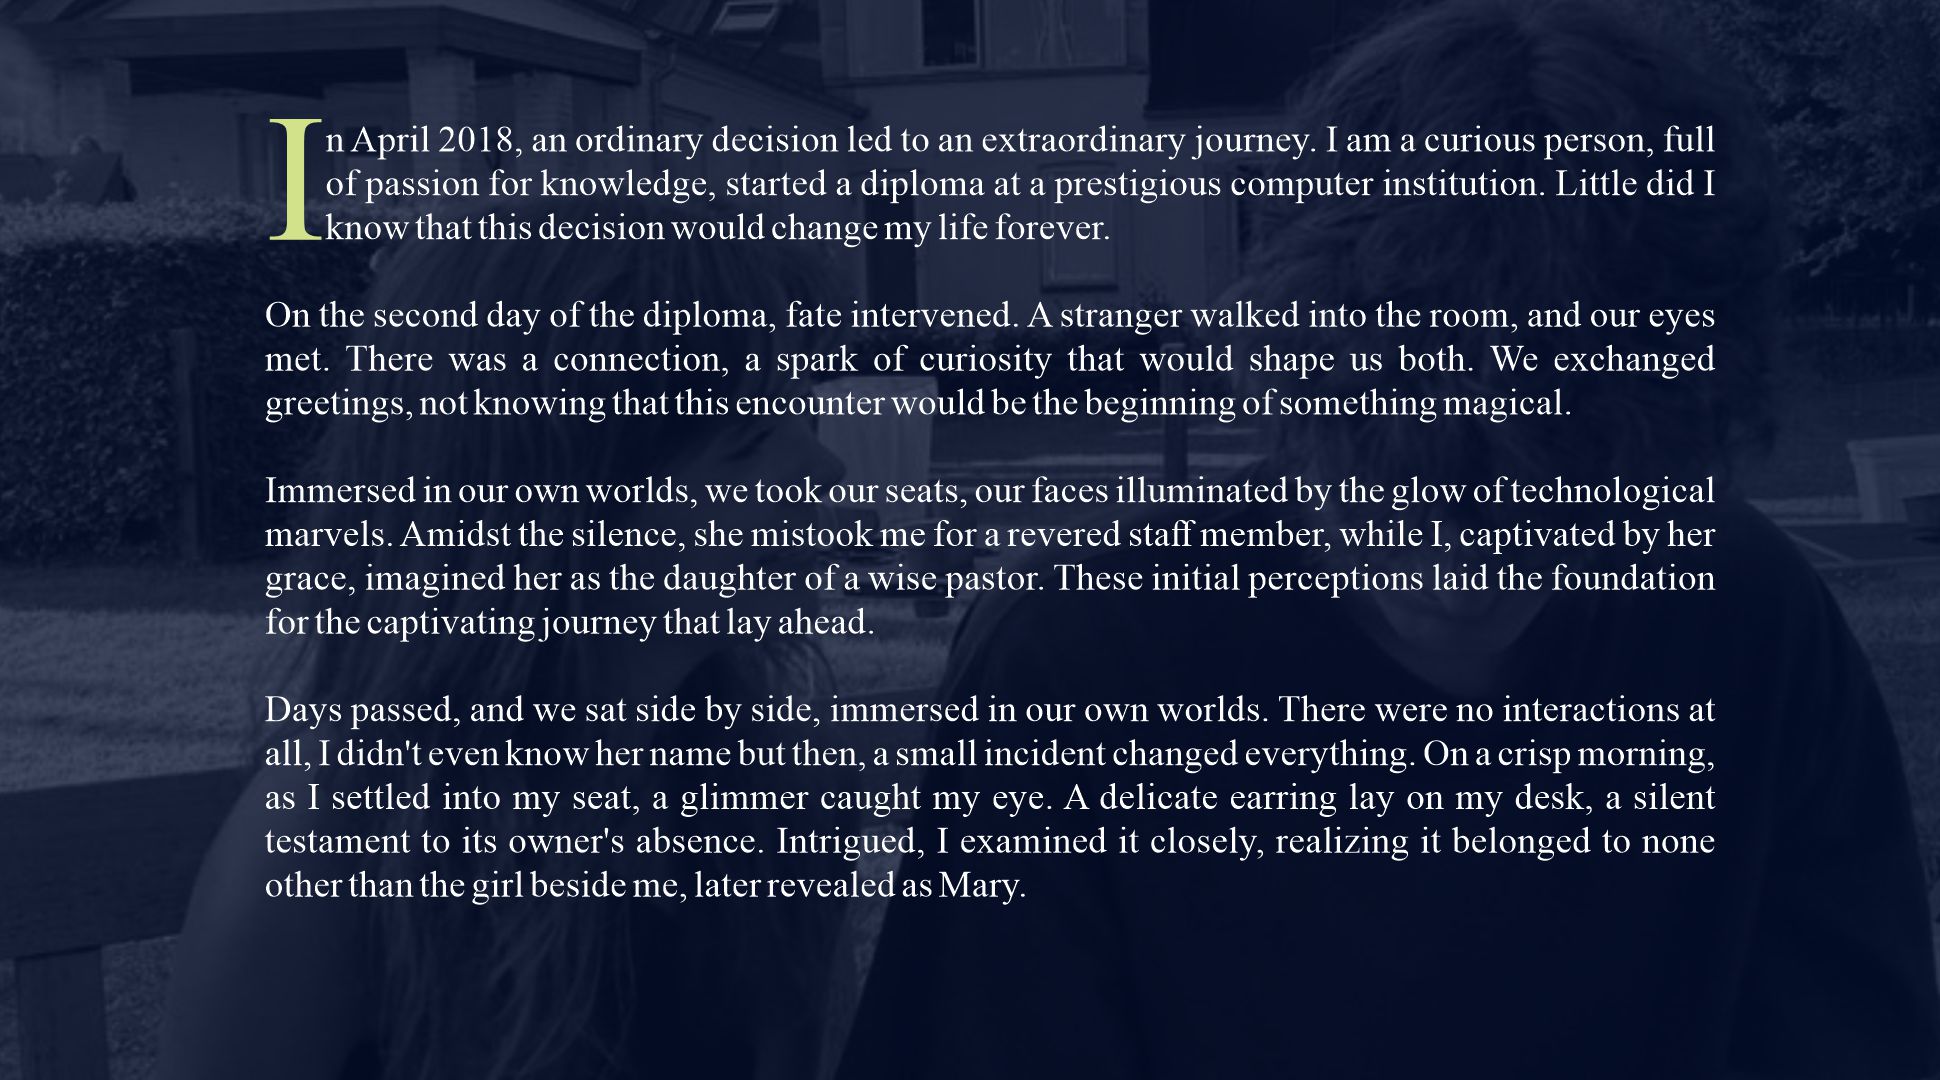 In April 2018, an ordinary decision led to an extraordinary journey. I am a curious person, full
of passion for knowledge, started a diploma at a prestigious computer institution. Little did I
know that this decision would change my life forever.
On the second day of the diploma, fate intervened. A stranger walked into the room, and our eyes
met. There was a connection, a spark of curiosity that would shape us both. We exchanged
greetings, not knowing that this encounter would be the beginning of something magical.
Immersed in our own worlds, we took our seats, our faces illuminated by the glow of technological
marvels. Amidst the silence, she mistook me for a revered staff member, while I, captivated by her
grace, imagined her as the daughter of a wise pastor. These initial perceptions laid the foundation
for the captivating journey that lay ahead.
Days passed, and we sat side by side, immersed in our own worlds. There were no interactions at
all, I didn't even know her name but then, a small incident changed everything. On a crisp morning,
as I settled into my seat, a glimmer caught my eye. A delicate earring lay on my desk, a silent
testament to its owner's absence. Intrigued, I examined it closely, realizing it belonged to none
other than the girl beside me, later revealed as Mary.